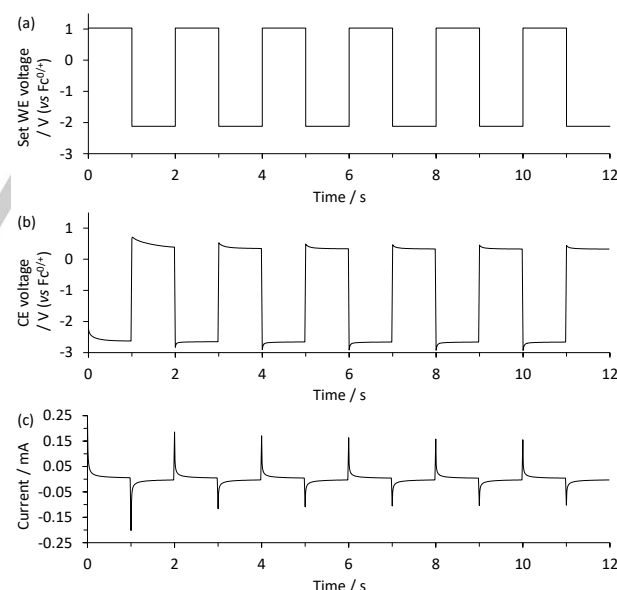 (a)
Set WE voltage
/ V (vs Fc0/+)
1
0
-1
-2
-3
0 2 4 6 8 10 12
Time / s
(b)
CE voltage
/ V (vs Fc0/+)
1
0
-1
-2
-3
0 2 4 6 8 10 12
Time / s
(c)
Current / mA
0.25
0.15
0.05
-0.05
-0.15
-0.25
0 2 4 6 8 10 12
Time / s